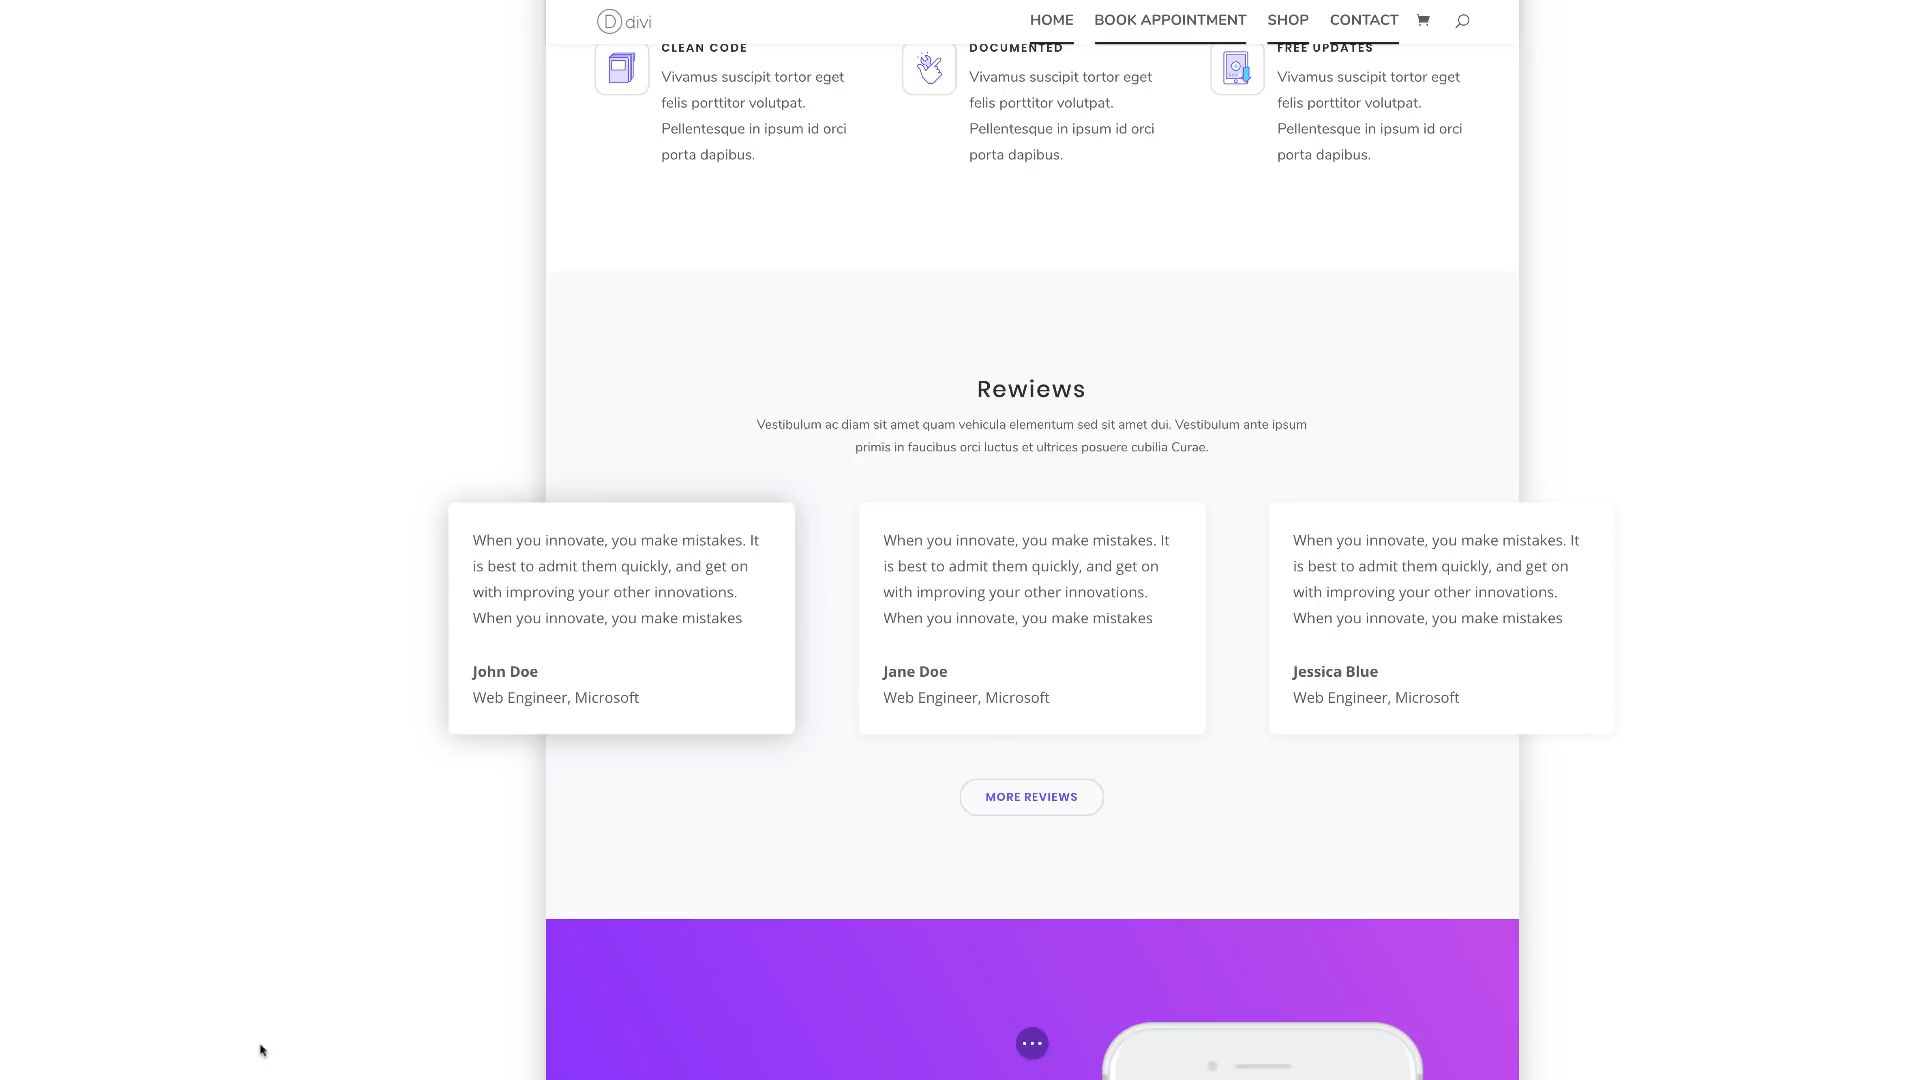 divi
HOME BOOK APPOINTMENT SHOP CONTACT
CLEAN CODE
Vivamus suscipit tortor eget
felis porttitor volutpat.
Pellentesque in ipsum id orci
porta dapibus.
DOCUMENTED
Vivamus suscipit tortor eget
felis porttitor volutpat.
Pellentesque in ipsum id orci
porta dapibus.
FREE UPDATES
Vivamus suscipit tortor eget
felis porttitor volutpat.
Pellentesque in ipsum id orci
porta dapibus.
Rewiews
Vestibulum ac diam sit amet quam vehicula elementum sed sit amet dui. Vestibulum ante ipsum
primis in faucibus orci luctus et ultrices posuere cubilia Curae.
When you innovate, you make mistakes. It
is best to admit them quickly, and get on
with improving your other innovations.
When you innovate, you make mistakes
John Doe
Web Engineer, Microsoft
When you innovate, you make mistakes. It
is best to admit them quickly, and get on
with improving your other innovations.
When you innovate, you make mistakes
Jane Doe
Web Engineer, Microsoft
When you innovate, you make mistakes. It
is best to admit them quickly, and get on
with improving your other innovations.
When you innovate, you make mistakes
Jessica Blue
Web Engineer, Microsoft
MORE REVIEWS